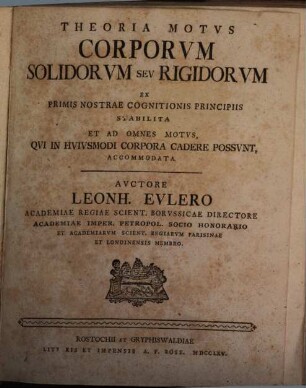 THEORIA MOTVS
CORPORVM
SOLIDORVM SEV RIGIDORVM
EX
PRIMIS NOSTRAE COGNITIONIS PRINCIPIIS
STABILITA
ET AD OMNES MOTVS,
QVI IN HVIVSMODI CORPORA CADERE POSSVNT,
ACCOMMODATA.
AVCTORE
LEONH. EVLERO
ACADEMIAE REGIAE SCIENT. BORVSSICAE DIRECTORE
ACADEMIAE IMPER. PETROPOL. SOCIO HONORARIO
ET ACADEMIARVM SCIENT. REGIARVM PARISINAE
ET LONDINENSIS MEMBRO.
ROSTOCHII ET GRYPHISWALDIAE
LITTERIS ET IMPENSIS A. F. RÖSE. MDCCLXV.